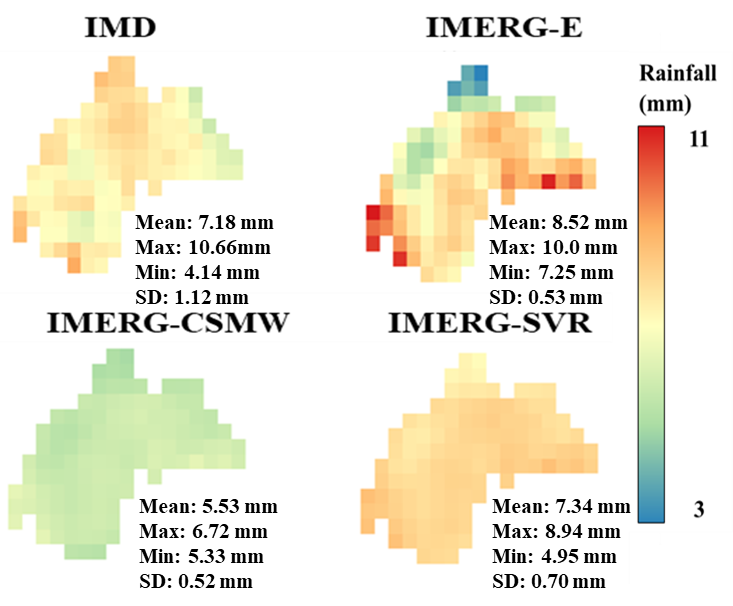 IMD
IMERG-E
Rainfall
(mm)
11
Mean: 7.18 mm
Max: 10.66mm
Min: 4.14 mm
SD: 1.12 mm
Mean: 8.52 mm
Max: 10.0 mm
Min: 7.25 mm
SD: 0.53 mm
IMERG-CSMW
IMERG-SVR
Mean: 5.53 mm
Max: 6.72 mm
Min: 5.33 mm
SD: 0.52 mm
Mean: 7.34 mm
Max: 8.94 mm
Min: 4.95 mm
SD: 0.70 mm
3